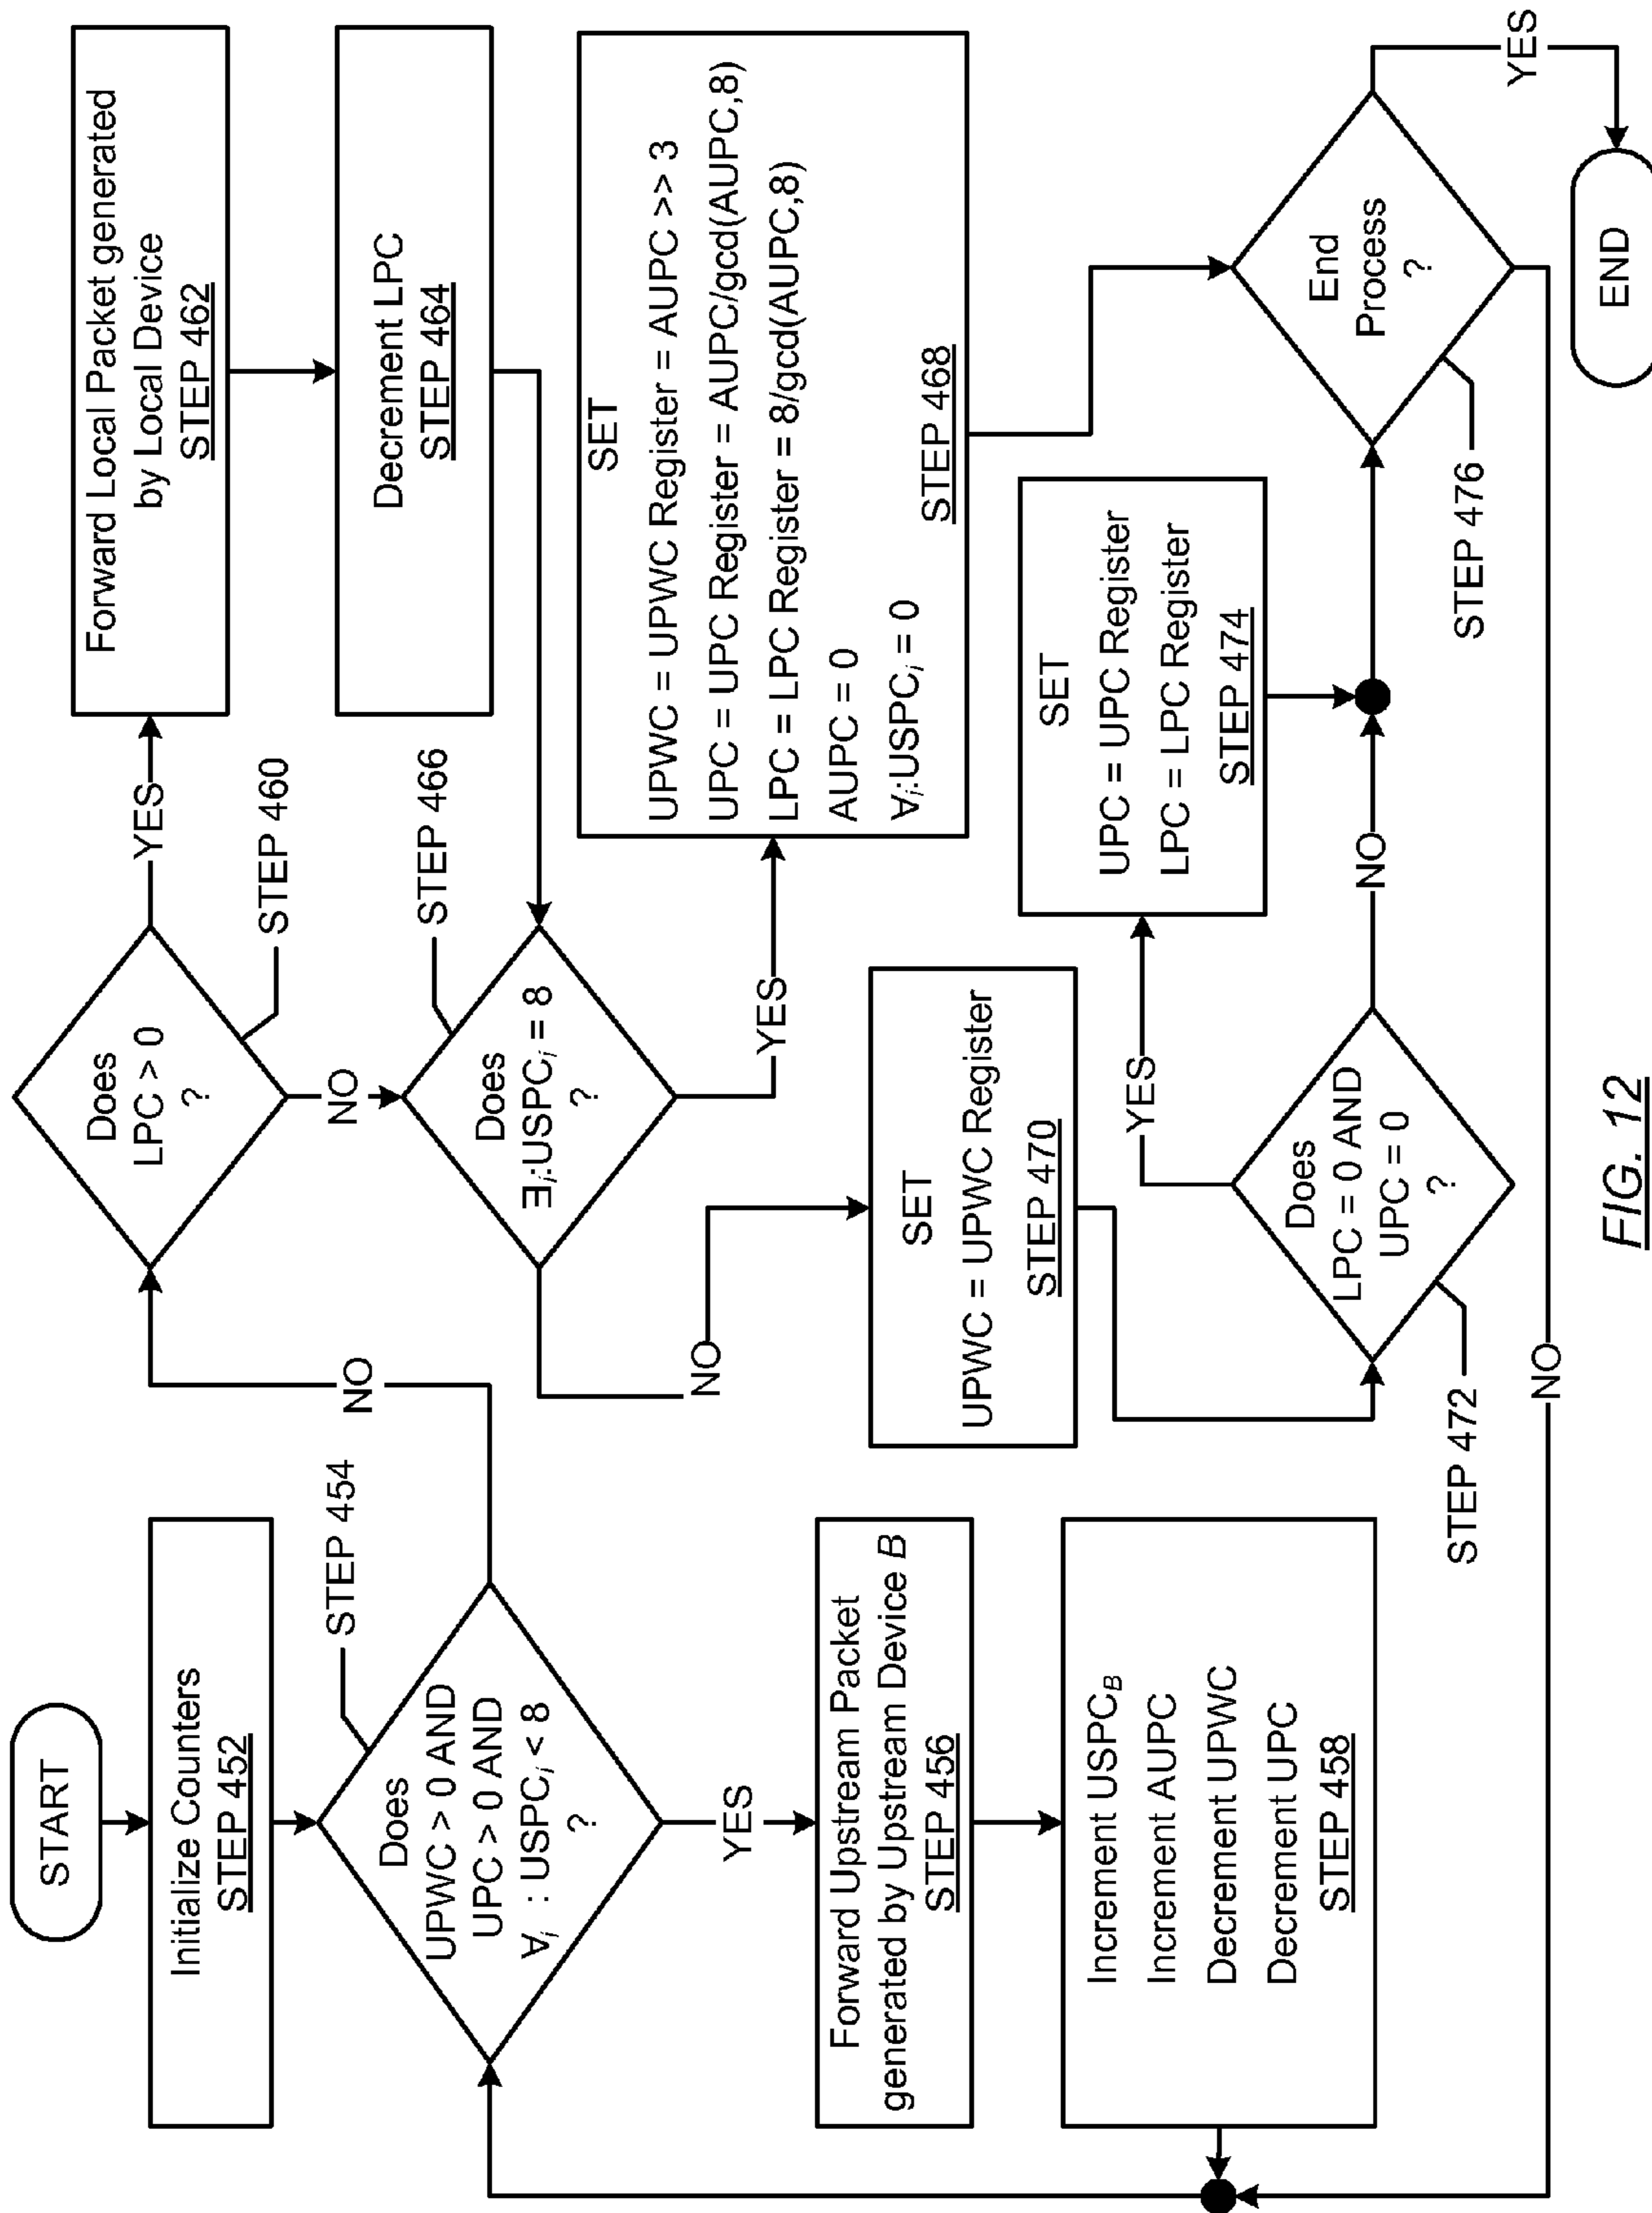 START
Initialize Counters
STEP 452
Does
UPWC > 0 AND
UPC > 0 AND
∀i : USPCi < 8
?
STEP 454
NO
YES
Forward Upstream Packet
generated by Upstream Device B
STEP 456
Increment USPCB
Increment AUPC
Decrement UPWC
Decrement UPC
STEP 458
Does
LPC > 0
?
STEP 460
YES
NO
Forward Local Packet generated
by Local Device
STEP 462
Decrement LPC
STEP 464
Does
∃i:USPCi = 8
?
STEP 466
YES
NO
SET
UPWC = UPWC Register = AUPC >> 3
UPC = UPC Register = AUPC/gcd(AUPC,8)
LPC = LPC Register = 8/gcd(AUPC,8)
AUPC = 0
∀i:USPCi = 0
STEP 468
SET
UPWC = UPWC Register
STEP 470
Does
LPC = 0 AND
UPC = 0
?
STEP 472
YES
NO
SET
UPC = UPC Register
LPC = LPC Register
STEP 474
End
Process
?
STEP 476
YES
NO
END
FIG. 12